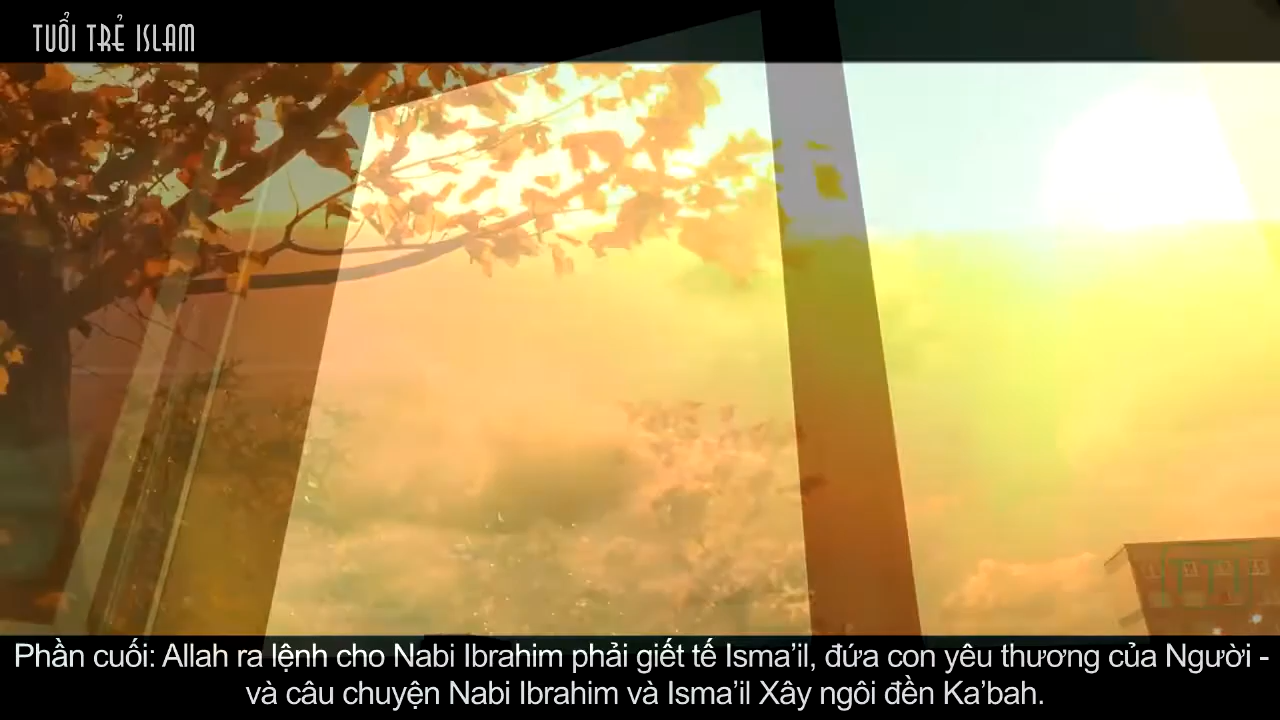 TUỔI TRẺ ISLAM
Phần cuối: Allah ra lệnh cho Nabi Ibrahim phải giết tế Isma’il, đứa con yêu thương của Người -
và câu chuyện Nabi Ibrahim và Isma’il Xây ngôi đền Ka’bah.